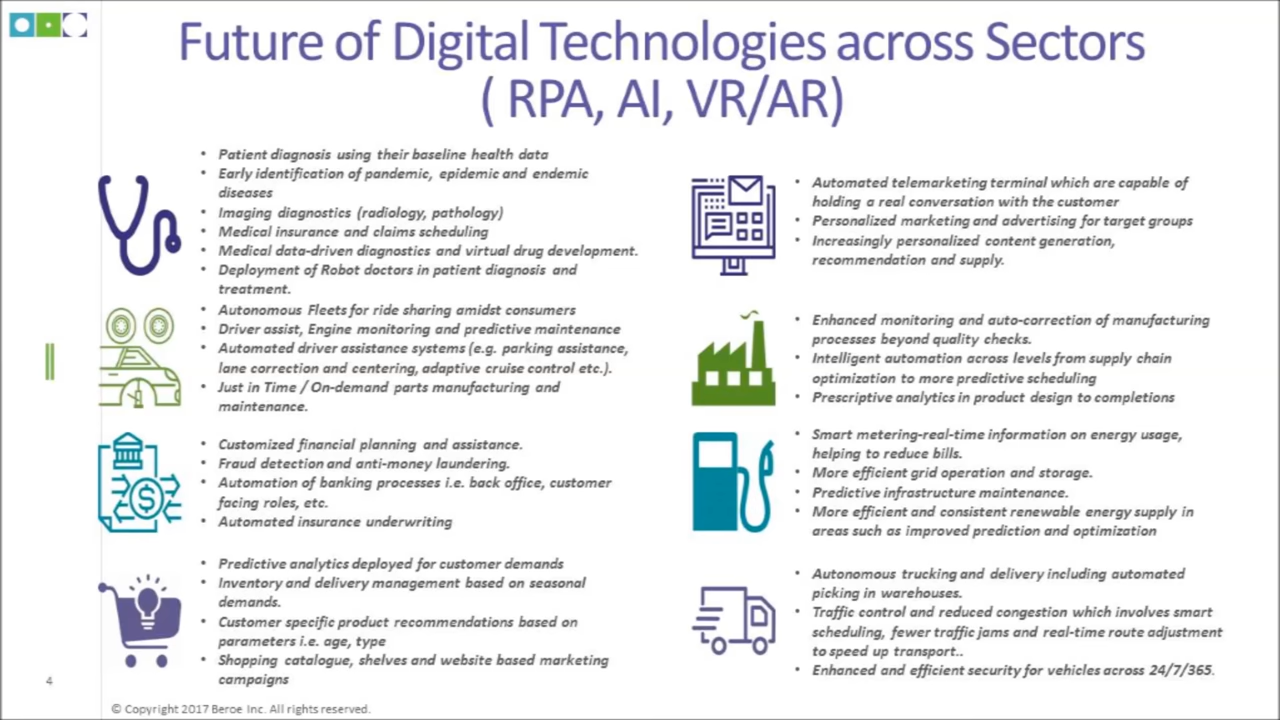 Future of Digital Technologies across Sectors
( RPA, AI, VR/AR)
• Patient diagnosis using their baseline health data
• Early identification of pandemic, epidemic and endemic
diseases
• Imaging diagnostics (radiology, pathology)
• Medical insurance and claims scheduling
• Medical data-driven diagnostics and virtual drug development.
• Deployment of Robot doctors in patient diagnosis and
treatment.
• Autonomous Fleets for ride sharing amidst consumers
• Driver assist, Engine monitoring and predictive maintenance
• Automated driver assistance systems (e.g. parking assistance,
lane correction and centering, adaptive cruise control etc.).
• Just in Time / On-demand parts manufacturing and
maintenance.
• Customized financial planning and assistance.
• Fraud detection and anti-money laundering.
• Automation of banking processes i.e. back office, customer
facing roles, etc.
• Automated insurance underwriting
• Predictive analytics deployed for customer demands
• Inventory and delivery management based on seasonal
demands.
• Customer specific product recommendations based on
parameters i.e. age, type
• Shopping catalogue, shelves and website based marketing
campaigns
• Automated telemarketing terminal which are capable of
holding a real conversation with the customer
• Personalized marketing and advertising for target groups
• Increasingly personalized content generation,
recommendation and supply.
• Enhanced monitoring and auto-correction of manufacturing
processes beyond quality checks.
• Intelligent automation across levels from supply chain
optimization to more predictive scheduling
• Prescriptive analytics in product design to completions
• Smart metering-real-time information on energy usage,
helping to reduce bills.
• More efficient grid operation and storage.
• Predictive infrastructure maintenance.
• More efficient and consistent renewable energy supply in
areas such as improved prediction and optimization
• Autonomous trucking and delivery including automated
picking in warehouses.
• Traffic control and reduced congestion which involves smart
scheduling, fewer traffic jams and real-time route adjustment
to speed up transport..
• Enhanced and efficient security for vehicles across 24/7/365.
4
© Copyright 2017 Beroe Inc. All rights reserved.